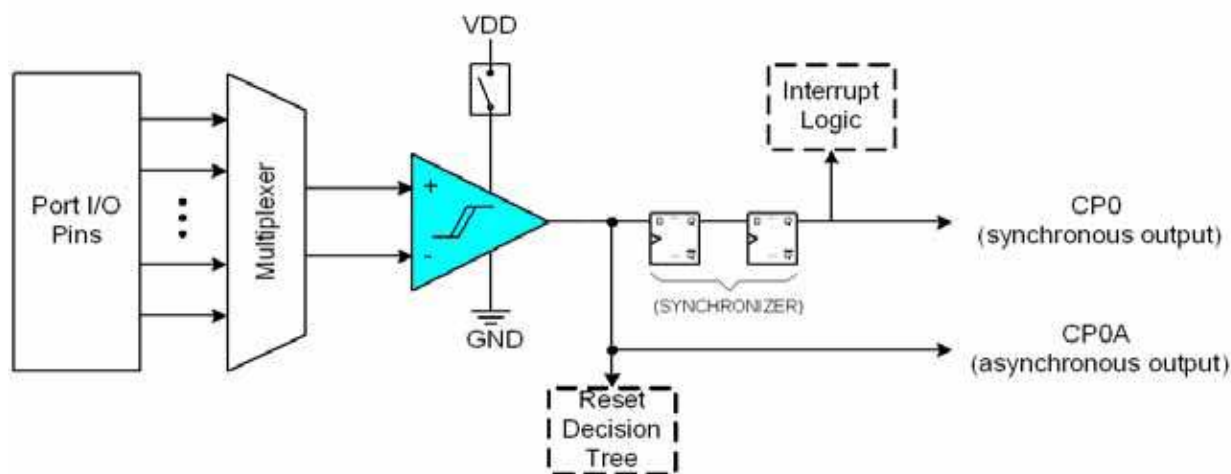 VDD
Interrupt
Logic
Port I/O
Pins
Multiplexer
+
-
D Q
D Q
CP0
(synchronous output)
(SYNCHRONIZER)
GND
CP0A
(asynchronous output)
Reset
Decision
Tree